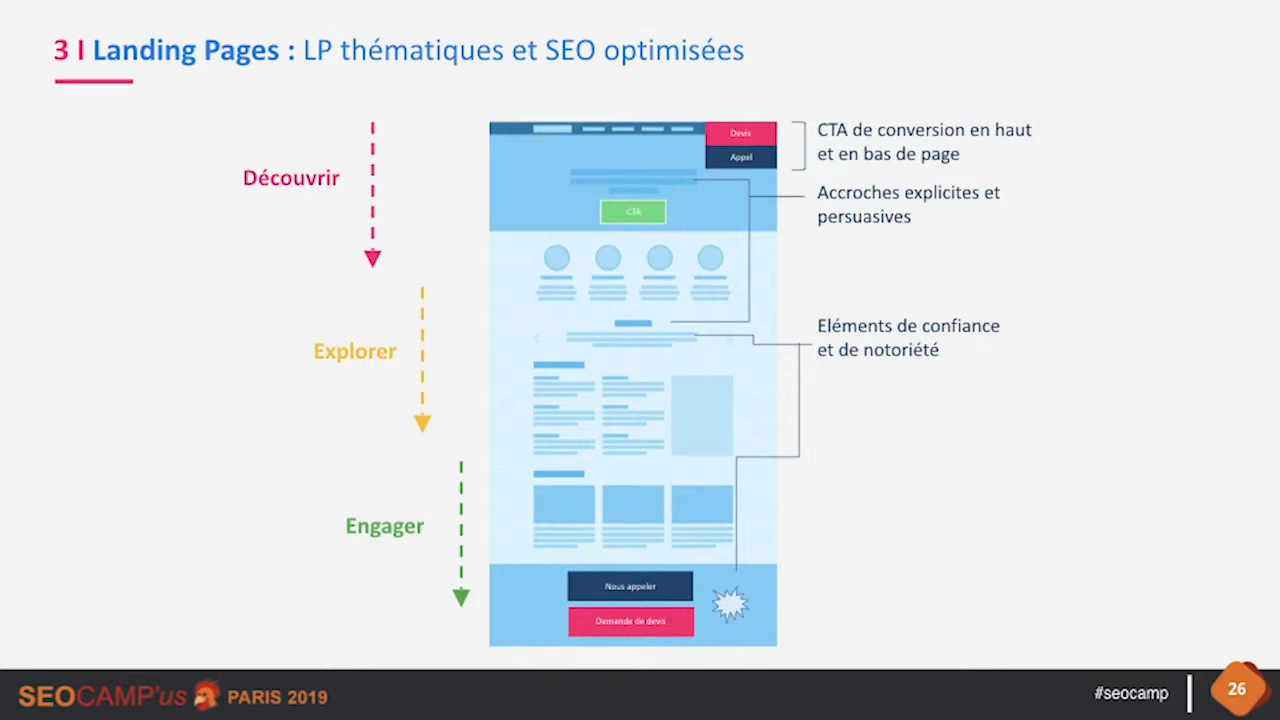 3 I Landing Pages : LP thématiques et SEO optimisées
Découvrir
Explorer
Engager
Devis
Appel
CTA
Nous appeler
Demande de devis
CTA de conversion en haut
et en bas de page
Accroches explicites et
persuasives
Eléments de confiance
et de notoriété
SEOCAMP'us PARIS 2019
#seocamp
26